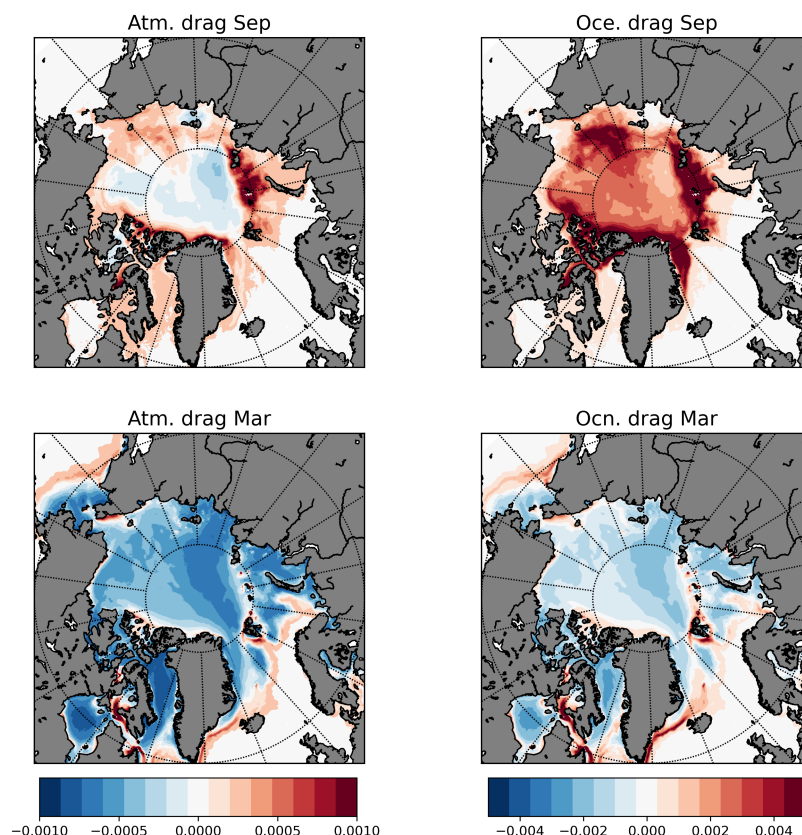 Atm. drag Sep
Oce. drag Sep
Atm. drag Mar
Ocn. drag Mar
−0.0010 −0.0005 0.0000 0.0005 0.0010
−0.004 −0.002 0.000 0.002 0.004